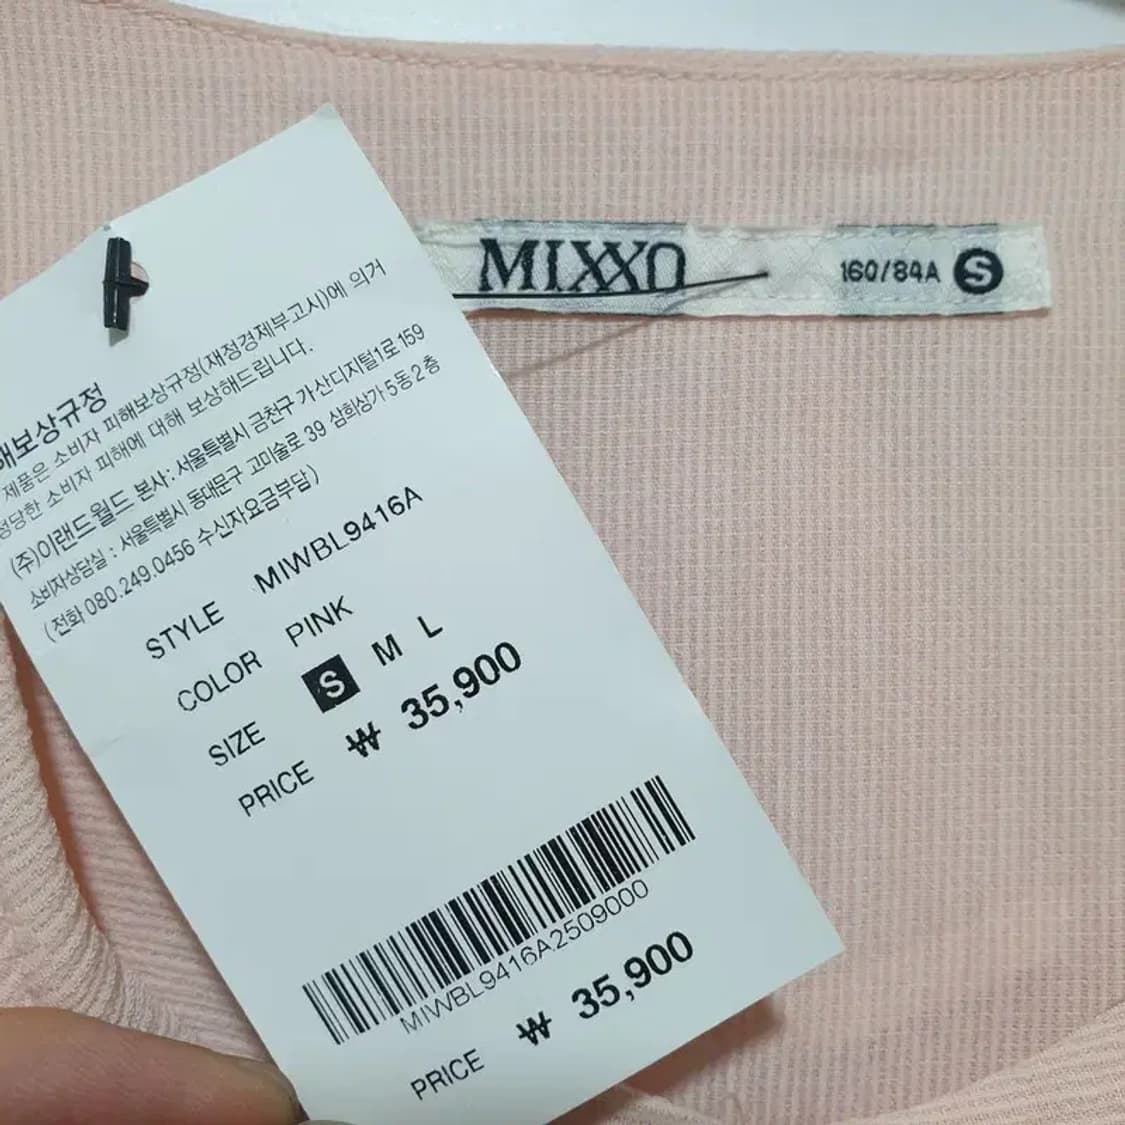 MIXXO
160/84A S
해보상규정
제품은 소비자 피해보상규정(재정경제부고시)에 의거
정당한 소비자 피해에 대해 보상해드립니다.
(주)이랜드월드 본사: 서울특별시 금천구 가산디지털1로 159
소비자상담실 : 서울특별시 동대문구 고미술로 39 삼희상가 5동 2층
(전화 080.249.0456 수신자요금부담)
STYLE MIWBL9416A
COLOR PINK
SIZE S M L
PRICE ₩ 35,900
MIWBL9416A2509000
PRICE ₩ 35,900